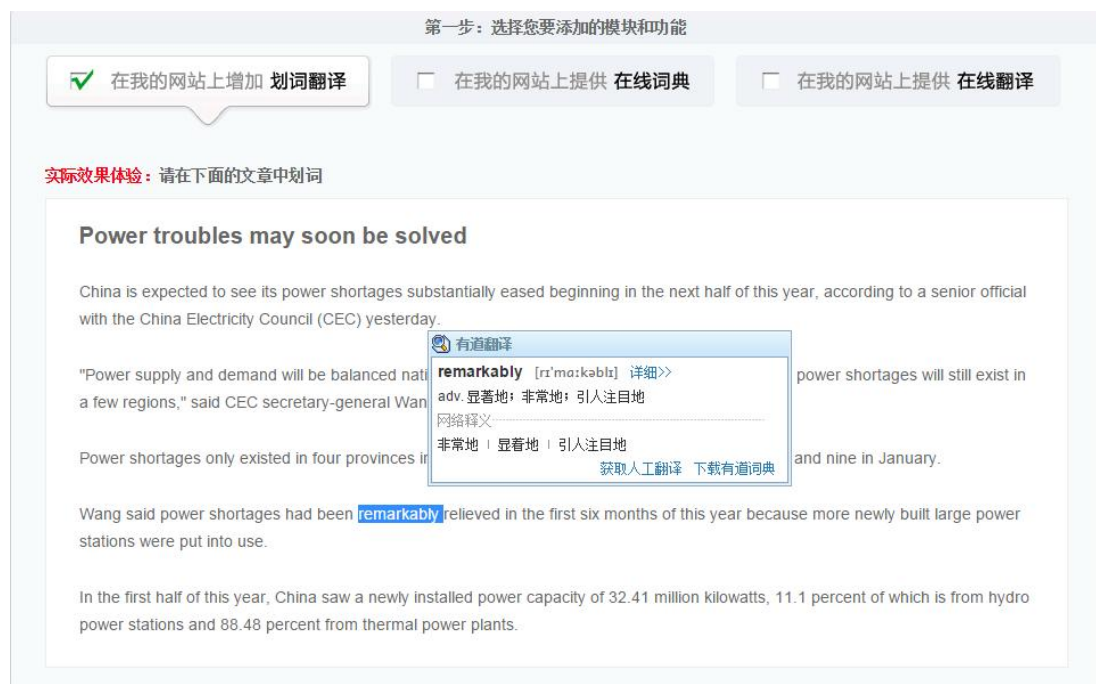 第一步：选择您要添加的模块和功能
在我的网站上增加 划词翻译
在我的网站上提供 在线词典
在我的网站上提供 在线翻译
实际效果体验：请在下面的文章中划词
Power troubles may soon be solved
China is expected to see its power shortages substantially eased beginning in the next half of this year, according to a senior official
with the China Electricity Council (CEC) yesterday.
"Power supply and demand will be balanced nati
power shortages will still exist in
a few regions," said CEC secretary-general Wan
Power shortages only existed in four provinces i
and nine in January.
有道翻译
remarkably [rɪ'mɑːkəblɪ] 详细>>
adv. 显著地；非常地；引人注目地
网络释义
非常地 | 显着地 | 引人注目地
获取人工翻译 下载有道词典
Wang said power shortages had been remarkably relieved in the first six months of this year because more newly built large power
stations were put into use.
In the first half of this year, China saw a newly installed power capacity of 32.41 million kilowatts, 11.1 percent of which is from hydro
power stations and 88.48 percent from thermal power plants.